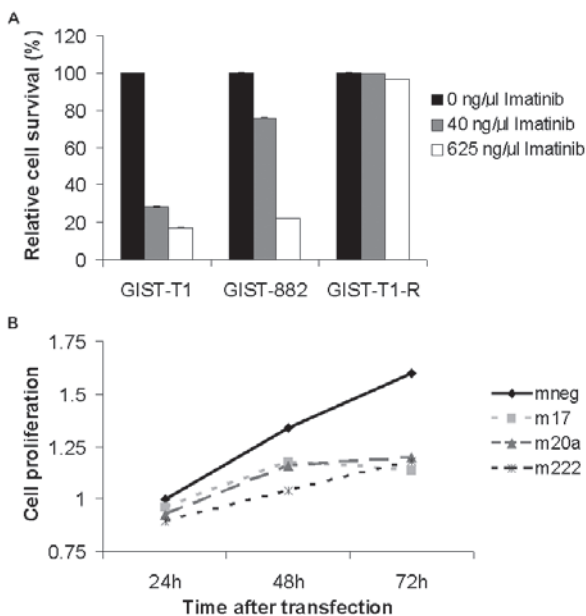 A
Relative cell survival (%)
120
100
80
60
40
20
0
GIST-T1 GIST-882 GIST-T1-R
0 ng/µl Imatinib
40 ng/µl Imatinib
625 ng/µl Imatinib
B
Cell proliferation
1.75
1.5
1.25
1
0.75
24h 48h 72h
Time after transfection
mneg
m17
m20a
m222